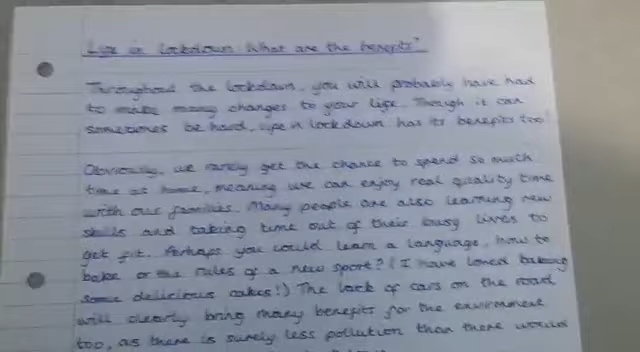 Life in lockdown: What are the benefits?
Throughout the lockdown, you will probably have had
to make many changes to your life. Though it can
sometimes be hard, life in lockdown has its benefits too!
Obviously, we rarely get the chance to spend so much
time at home, meaning we can enjoy real quality time
with our families. Many people are also learning new
skills and taking time out of their busy lives to
get fit. Perhaps you could learn a language, how to
bake or the rules of a new sport? (I have loved baking
some delicious cakes!) The lack of cars on the road
will clearly bring many benefits for the environment
too, as there is surely less pollution than there would